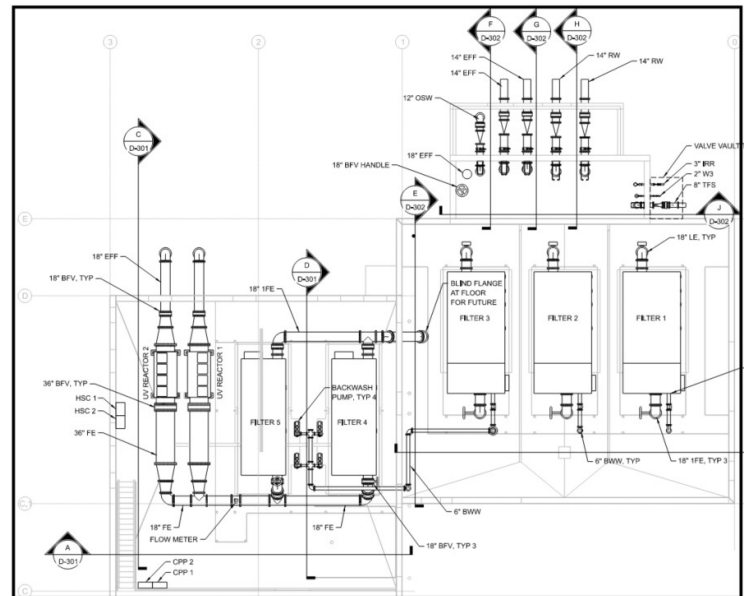 F
D-302
G
D-302
H
D-302
3
2
1
14" EFF
14" EFF
14" RW
14" RW
12" OSW
C
D-301
18" EFF
18" BFV HANDLE
VALVE VAULT
3" IRR
2" W3
8" TFS
E
D-302
J
D-302
E
18" EFF
18" BFV, TYP
D
D-301
18" 1FE
18" LE, TYP
BLIND FLANGE
AT FLOOR
FOR FUTURE
D
FILTER 3
FILTER 2
FILTER 1
UV REACTOR 2
UV REACTOR 1
36" BFV, TYP
HSC 1
HSC 2
36" FE
BACKWASH
PUMP, TYP 4
FILTER 5
FILTER 4
6" BWW, TYP
18" 1FE, TYP 3
6" BWW
18" FE
FLOW METER
18" FE
18" BFV, TYP 3
A
D-301
CPP 2
CPP 1
C